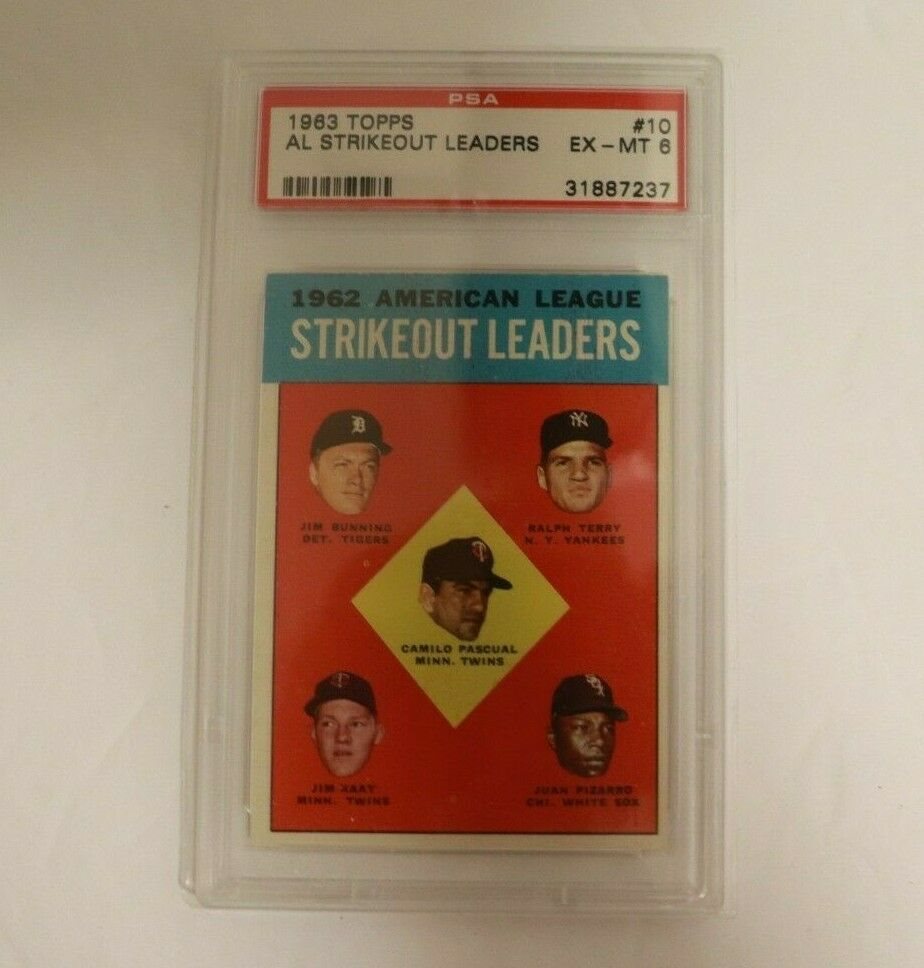 PSA
1963 TOPPS #10
AL STRIKEOUT LEADERS EX-MT 6
31887237
1962 AMERICAN LEAGUE
STRIKEOUT LEADERS
JIM BUNNING
DET. TIGERS
RALPH TERRY
N. Y. YANKEES
CAMILO PASCUAL
MINN. TWINS
JIM KAAT
MINN. TWINS
JUAN PIZARRO
CHI. WHITE SOX